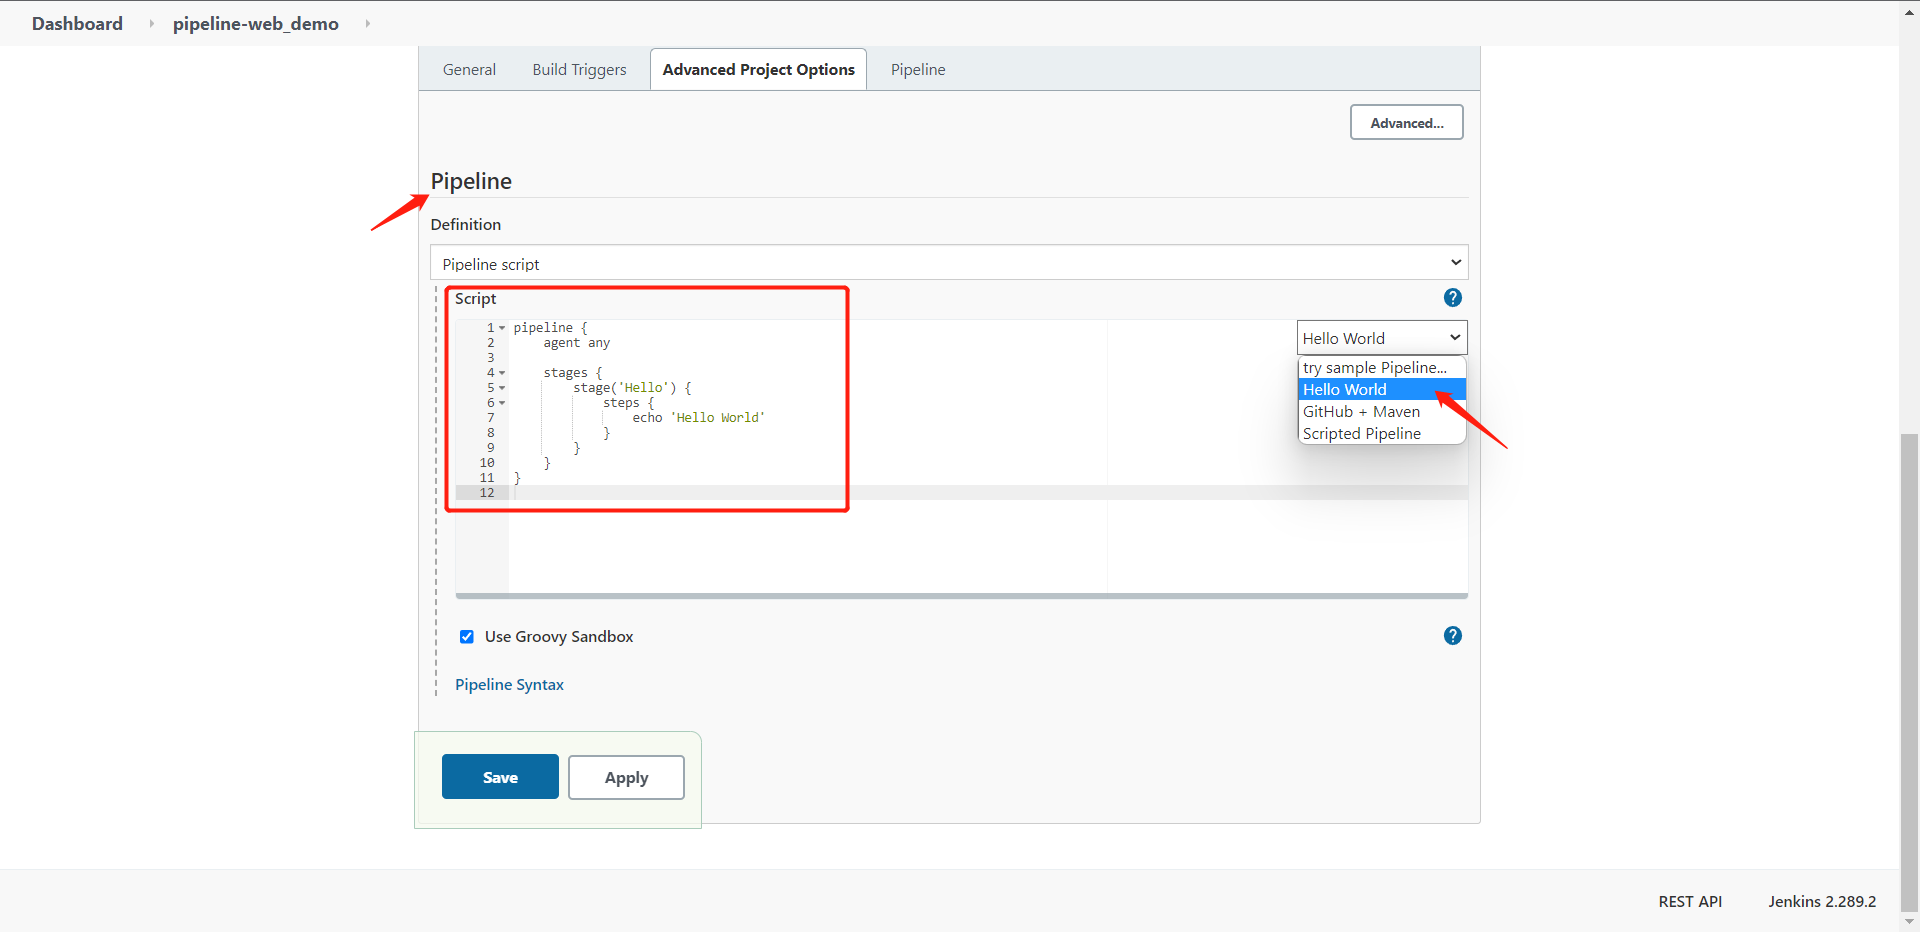 Dashboard pipeline-web_demo
General Build Triggers Advanced Project Options Pipeline
Advanced...
Pipeline
Definition
Pipeline script
Script
1 pipeline {
2 agent any
3
4 stages {
5 stage('Hello') {
6 steps {
7 echo 'Hello World'
8 }
9 }
10 }
11 }
12
Hello World
try sample Pipeline...
Hello World
GitHub + Maven
Scripted Pipeline
Use Groovy Sandbox
Pipeline Syntax
Save Apply
REST API Jenkins 2.289.2